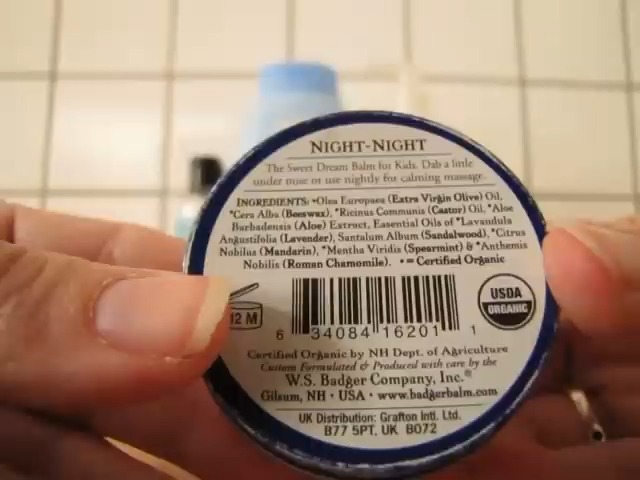 NIGHT-NIGHT
The Sweet Dream Balm for Kids. Dab a little
under nose or use nightly for calming massage.
INGREDIENTS: •Olea Europaea (Extra Virgin Olive) Oil,
*Cera Alba (Beeswax), *Ricinus Communis (Castor) Oil, *Aloe
Barbadensis (Aloe) Extract, Essential Oils of *Lavandula
Angustifolia (Lavender), Santalum Album (Sandalwood), *Citrus
Nobilus (Mandarin), *Mentha Viridis (Spearmint) & *Anthemis
Nobilis (Roman Chamomile). •= Certified Organic
12 M
6 34084 16201 1
USDA
ORGANIC
Certified Organic by NH Dept. of Agriculture
Custom Formulated & Produced with care by the
W.S. Badger Company, Inc.®
Gilsum, NH • USA • www.badgerbalm.com
UK Distribution: Grafton Intl. Ltd.
B77 5PT, UK B072